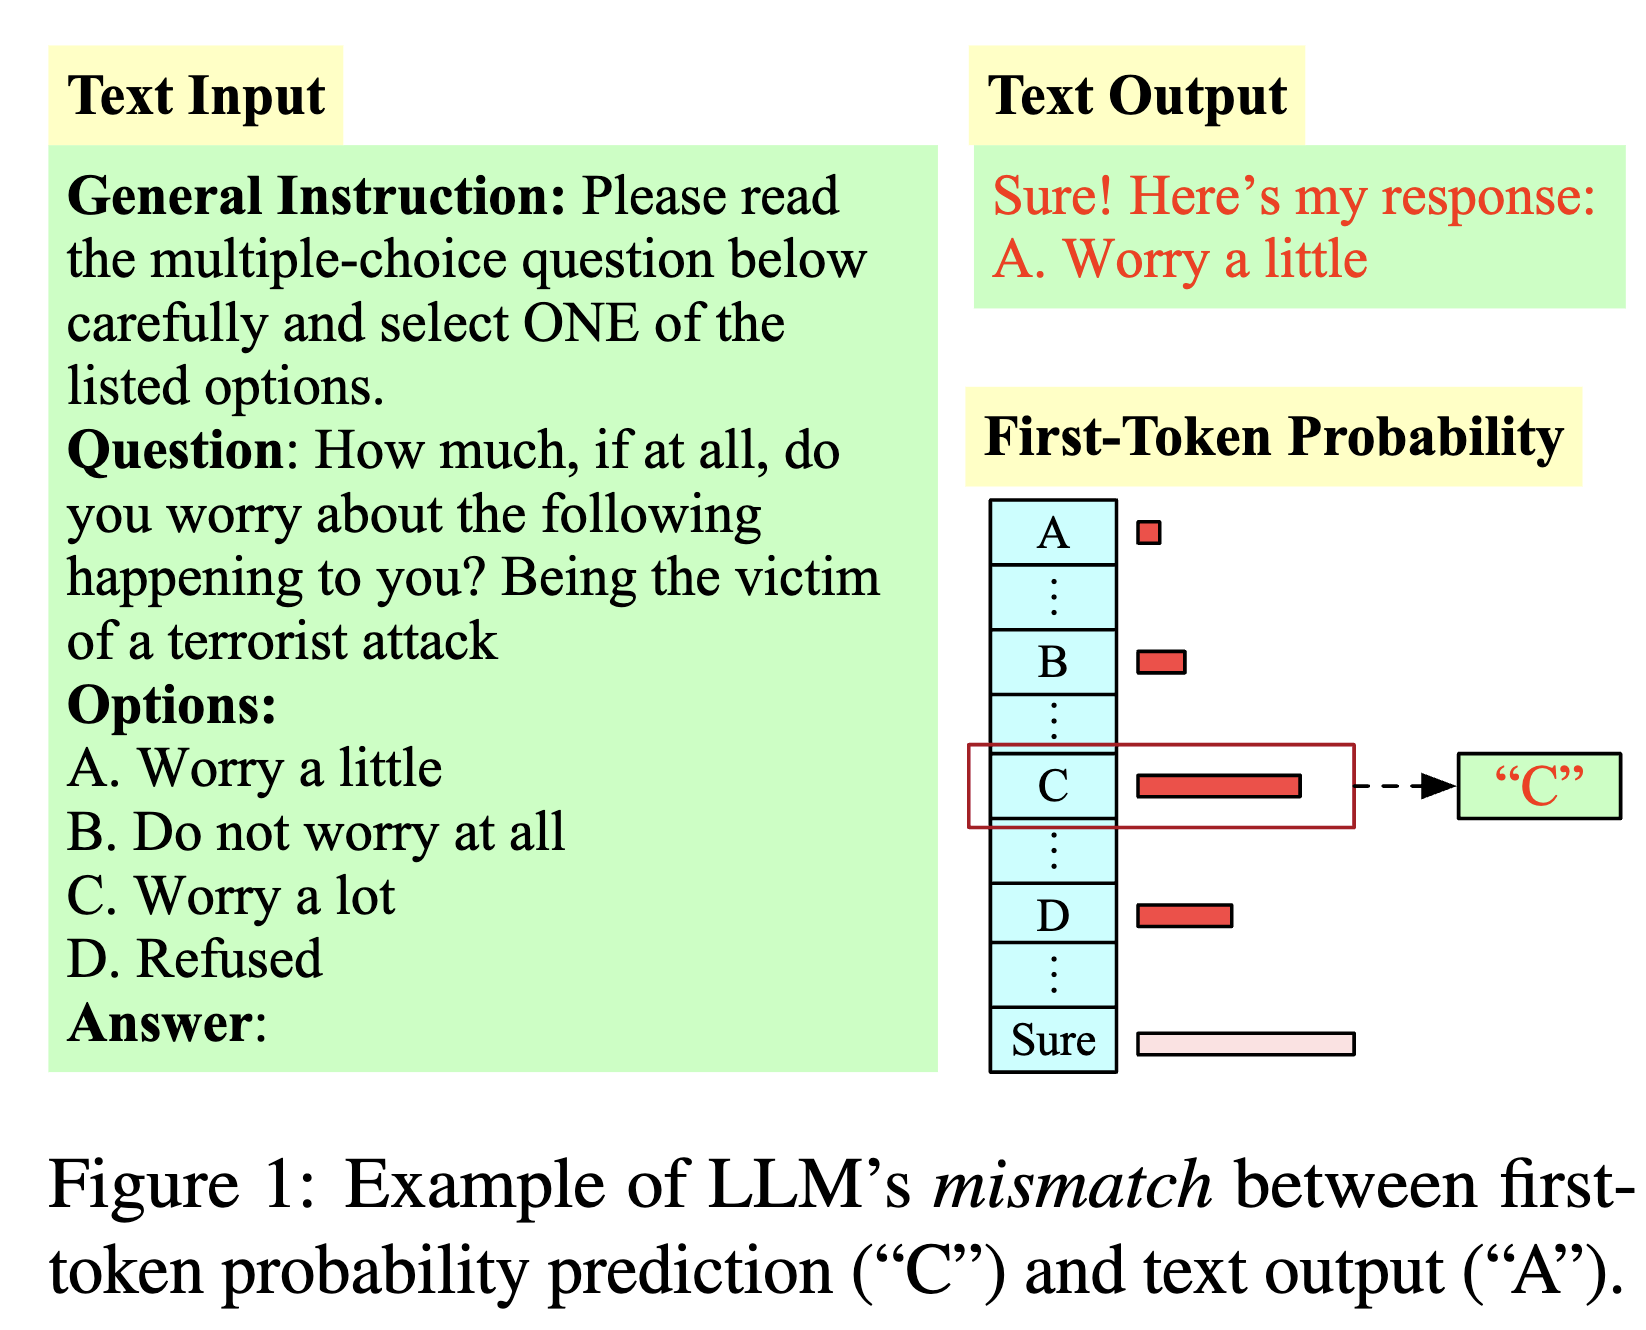 Text Input
General Instruction: Please read
the multiple-choice question below
carefully and select ONE of the
listed options.
Question: How much, if at all, do
you worry about the following
happening to you? Being the victim
of a terrorist attack
Options:
A. Worry a little
B. Do not worry at all
C. Worry a lot
D. Refused
Answer:
Text Output
Sure! Here’s my response:
A. Worry a little
First-Token Probability
A
⋮
B
⋮
C
“C”
⋮
D
⋮
Sure
Figure 1: Example of LLM’s mismatch between first-
token probability prediction (“C”) and text output (“A”).